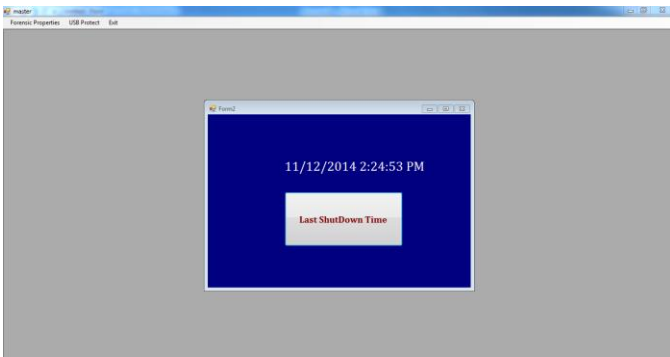 master
Forensic Properties USB Protect Exit
Form2
11/12/2014 2:24:53 PM
Last ShutDown Time